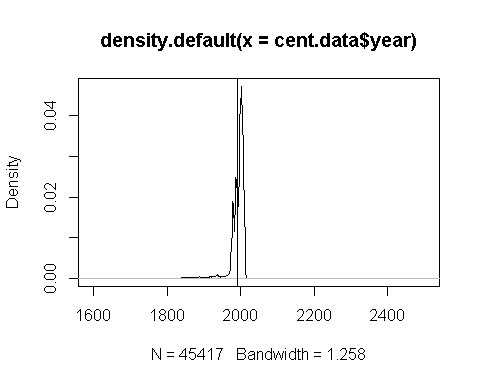 density.default(x = cent.data$year)
Density
0.04
0.02
0.00
1600 1800 2000 2200 2400
N = 45417 Bandwidth = 1.258